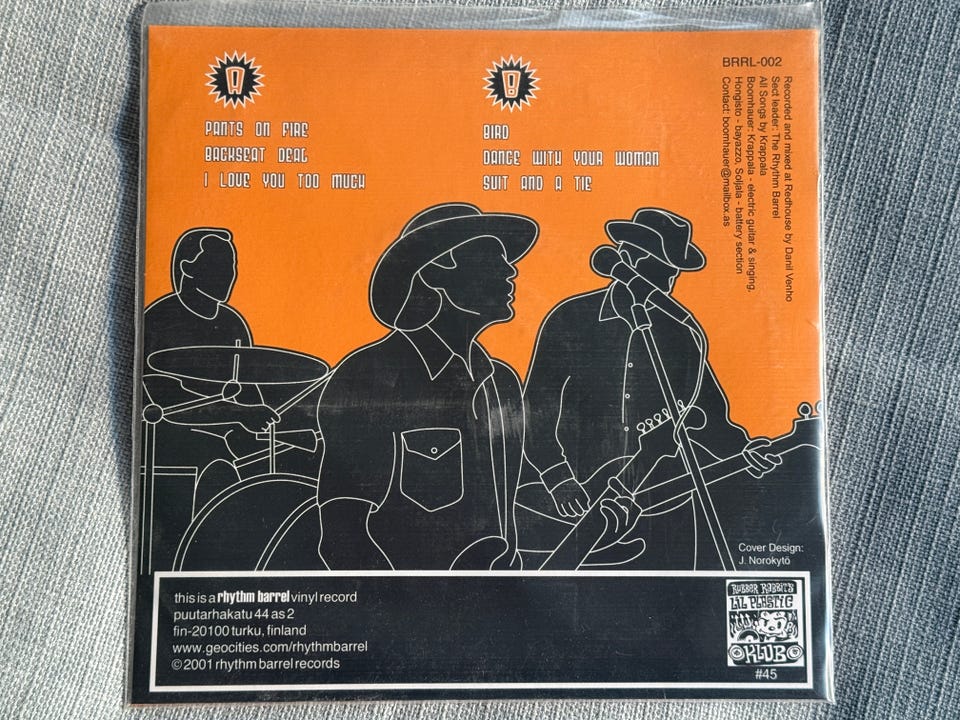 A
PANTS ON FIRE
BACKSEAT DEAL
I LOVE YOU TOO MUCH
B
BIRD
DANCE WITH YOUR WOMAN
SUIT AND A TIE
BRRL-002
Recorded and mixed at Redhouse by Danil Venho
Sect leader: The Rhythm Barrel
All Songs by Krappala
Boomhauer: Krappala - electric guitar & singing,
Hongisto - bayazzo, Soljala - battery section
Contact: boomhauer@mailbox.as
Cover Design:
J. Norokytö
this is a rhythm barrel vinyl record
puutarhakatu 44 as 2
fin-20100 turku, finland
www.geocities.com/rhythmbarrel
©2001 rhythm barrel records
RUBBER RABBIT'S
LIL PLASTIC
KLUB
#45